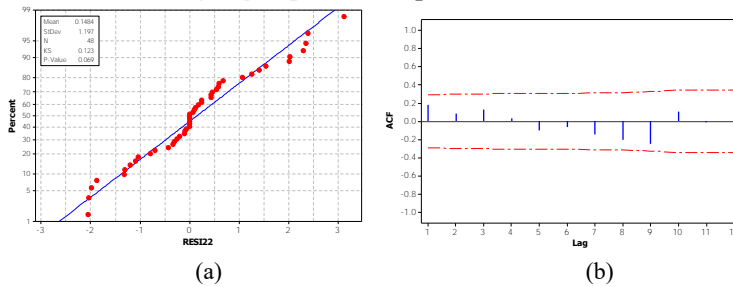 Mean 0.1484
StDev 1.197
N 48
KS 0.123
P-Value 0.069
99
95
90
80
70
60
50
40
30
20
10
5
1
Percent
-3 -2 -1 0 1 2 3
RESI22
(a)
1.0
0.8
0.6
0.4
0.2
0.0
-0.2
-0.4
-0.6
-0.8
-1.0
ACF
1 2 3 4 5 6 7 8 9 10 11
Lag
(b)